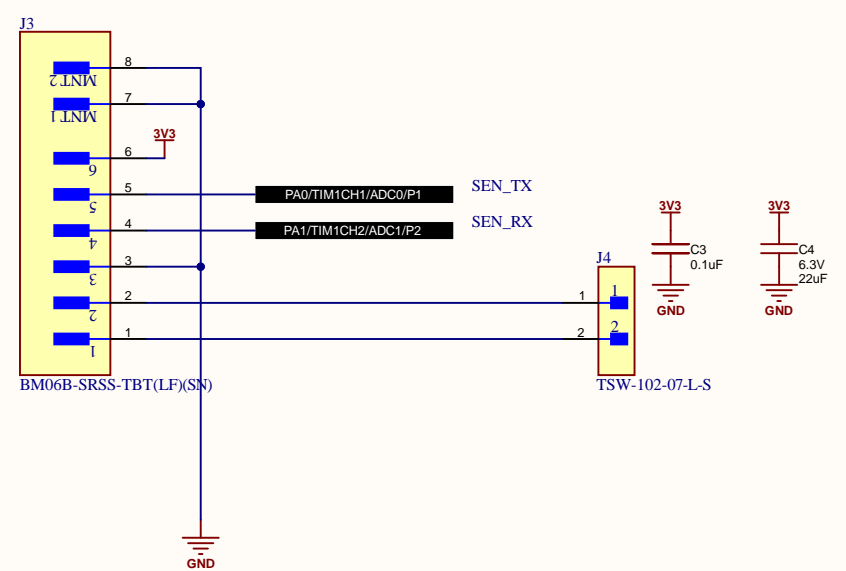 J3
8
MNT2
7
MNT1
3V3
6
6
5
5
PA0/TIM1CH1/ADC0/P1
SEN_TX
4
4
PA1/TIM1CH2/ADC1/P2
SEN_RX
3
3
2
2
1
1
BM06B-SRSS-TBT(LF)(SN)
GND
J4
1
1
2
2
TSW-102-07-L-S
3V3
C3
0.1uF
GND
3V3
C4
6.3V
22uF
GND